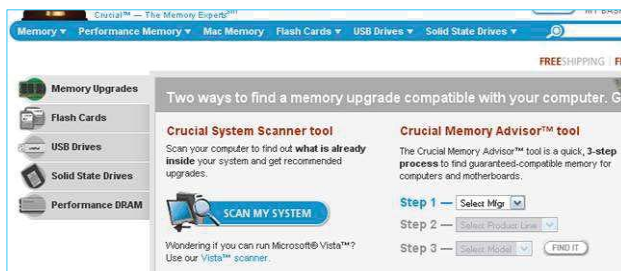 Crucial™ — The Memory Experts℠
Memory Performance Memory Mac Memory Flash Cards USB Drives Solid State Drives
FREE SHIPPING
Memory Upgrades
Flash Cards
USB Drives
Solid State Drives
Performance DRAM
Two ways to find a memory upgrade compatible with your computer.
Crucial System Scanner tool
Scan your computer to find out what is already
inside your system and get recommended
upgrades.
SCAN MY SYSTEM
Wondering if you can run Microsoft® Vista™?
Use our Vista™ scanner.
Crucial Memory Advisor™ tool
The Crucial Memory Advisor™ tool is a quick, 3-step
process to find guaranteed-compatible memory for
computers and motherboards.
Step 1 — Select Mfgr
Step 2 — Select Product Line
Step 3 — Select Model FIND IT